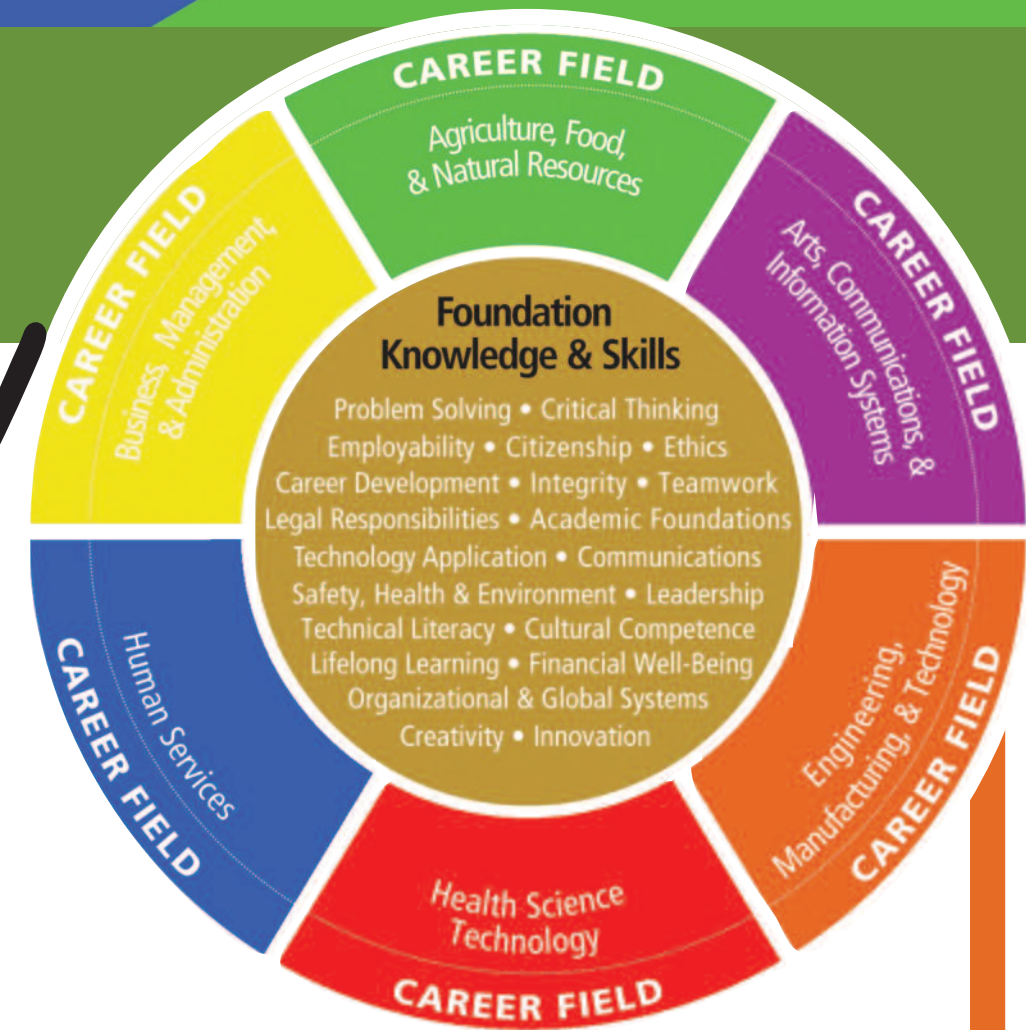 CAREER FIELD
Agriculture, Food,
& Natural Resources
CAREER FIELD
Arts, Communications, &
Information Systems
CAREER FIELD
Engineering,
Manufacturing, & Technology
CAREER FIELD
Health Science
Technology
CAREER FIELD
Human Services
CAREER FIELD
Business, Management,
& Administration
Foundation
Knowledge & Skills
Problem Solving • Critical Thinking
Employability • Citizenship • Ethics
Career Development • Integrity • Teamwork
Legal Responsibilities • Academic Foundations
Technology Application • Communications
Safety, Health & Environment • Leadership
Technical Literacy • Cultural Competence
Lifelong Learning • Financial Well-Being
Organizational & Global Systems
Creativity • Innovation